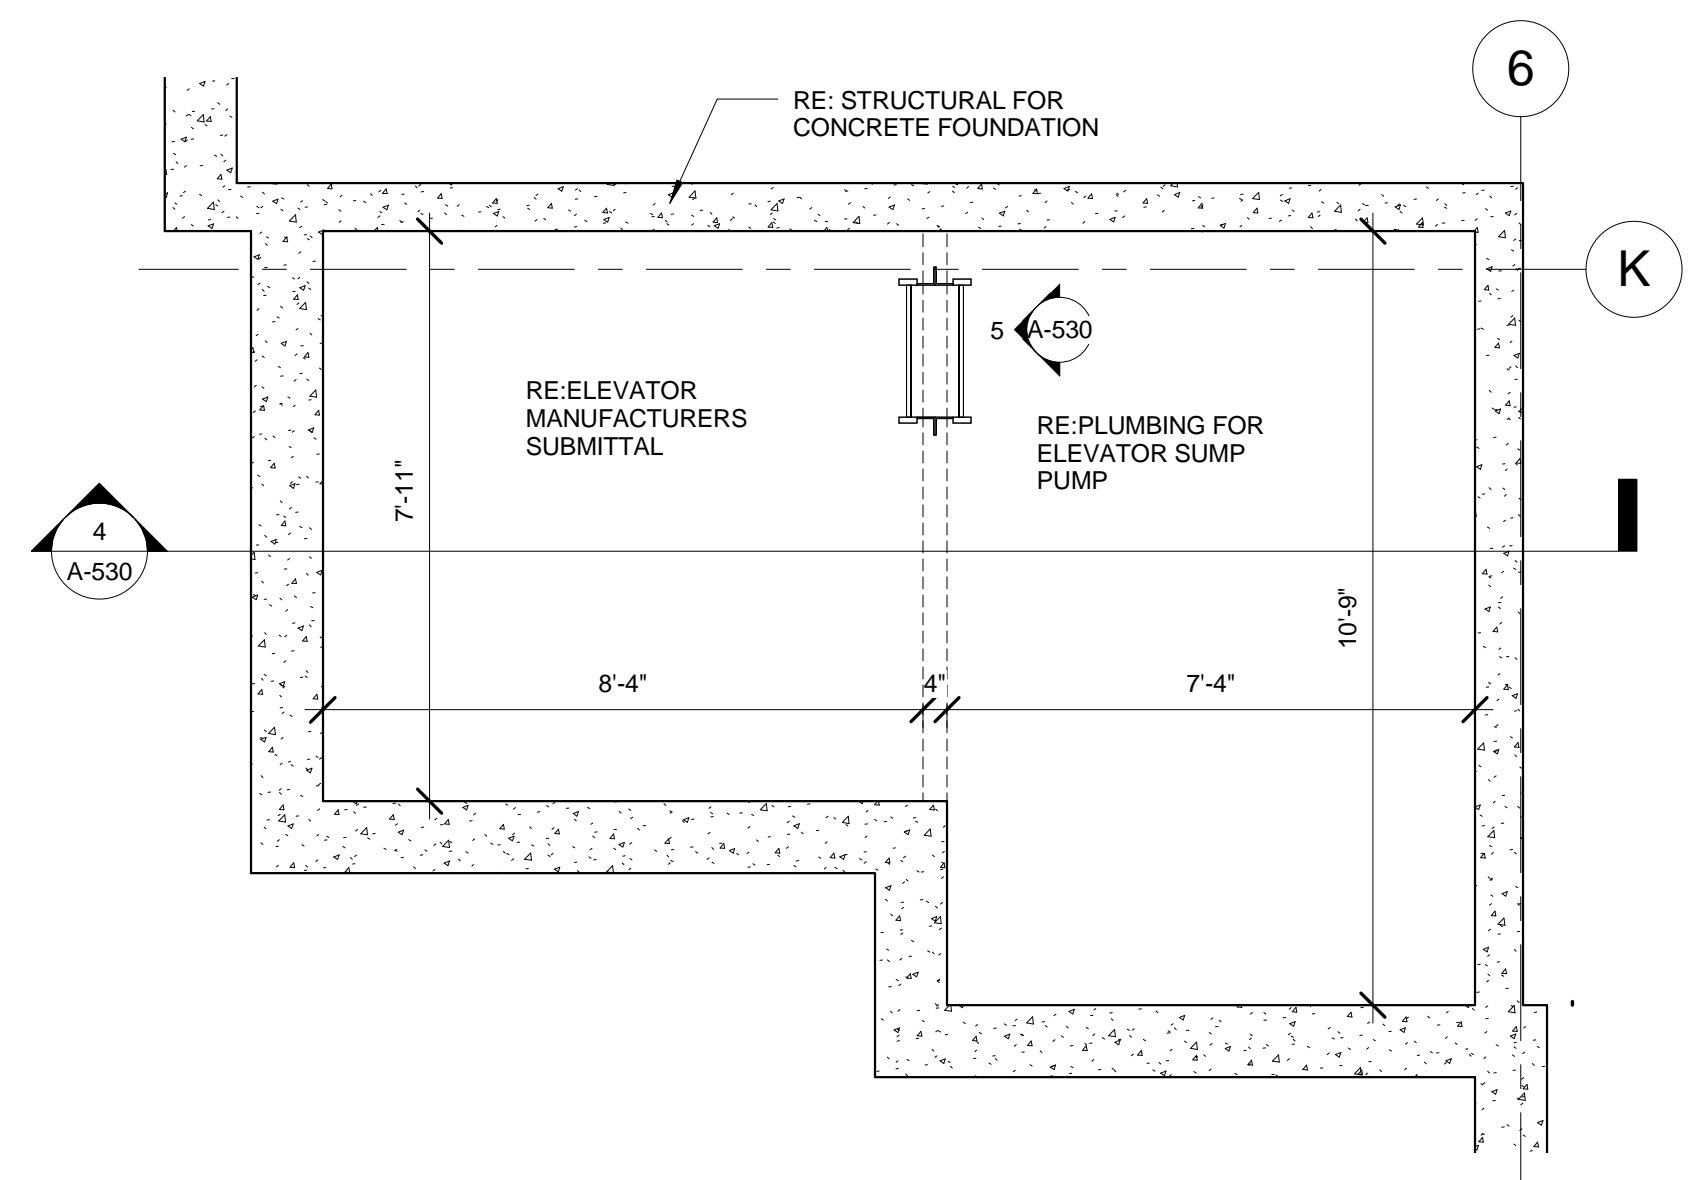 6
RE: STRUCTURAL FOR
CONCRETE FOUNDATION
K
5
A-530
RE:ELEVATOR
MANUFACTURERS
SUBMITTAL
RE:PLUMBING FOR
ELEVATOR SUMP
PUMP
7'-11"
4
A-530
10'-9"
8'-4"
4"
7'-4"